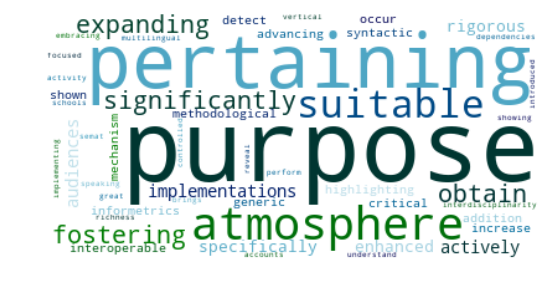 vertical
expanding detect occur rigorous
embracing multilingual advancing syntactic dependencies
focused pertaining
activity
schools shown significantly suitable introduced
methodological showing
audiences mechanism controlled purpose
implementing semat reveal perform
speaking implementations highlighting obtain
great brings generic critical interdisciplinarity
informetrics atmosphere addition
richness increase
fostering specifically enhanced actively
interoperable accounts understand